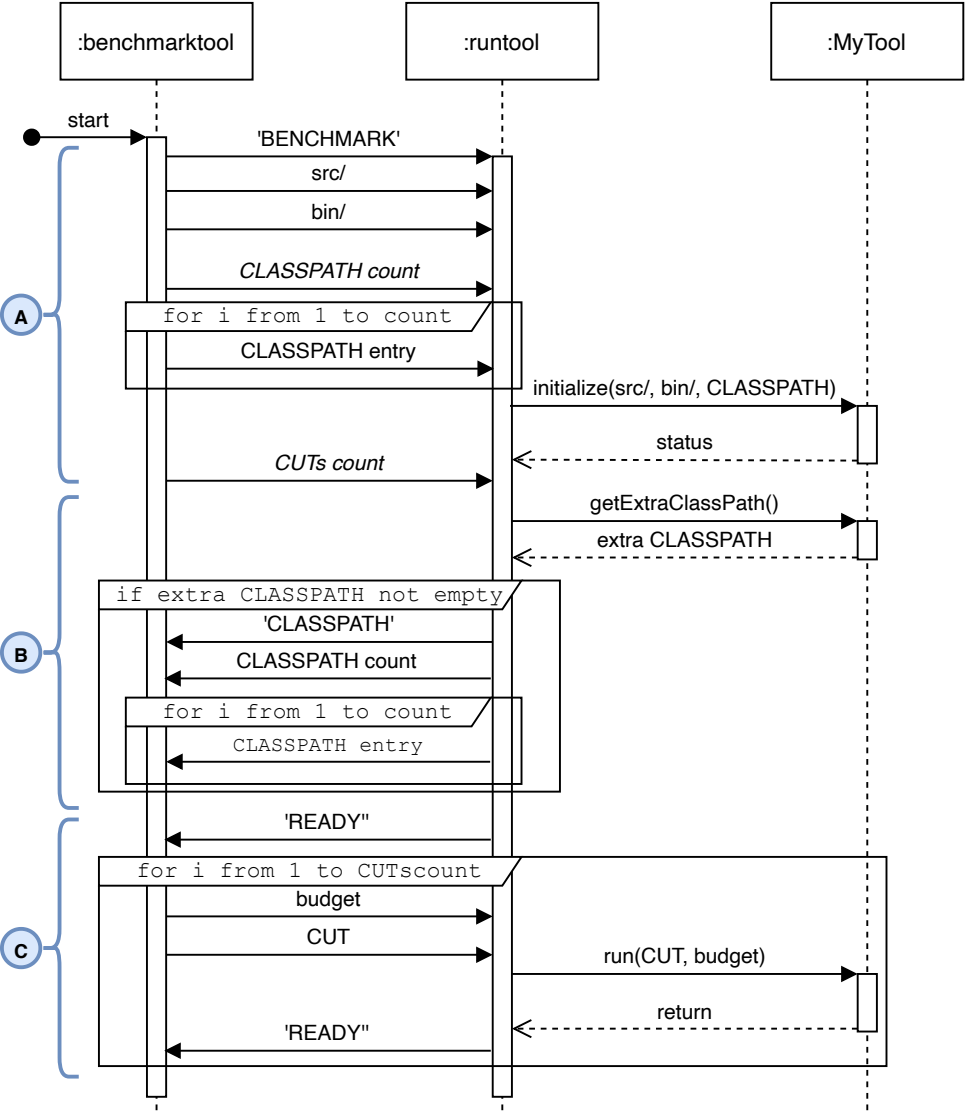 :benchmarktool
:runtool
:MyTool
start
'BENCHMARK'
src/
bin/
CLASSPATH count
A
for i from 1 to count
CLASSPATH entry
initialize(src/, bin/, CLASSPATH)
status
CUTs count
getExtraClassPath()
extra CLASSPATH
if extra CLASSPATH not empty
'CLASSPATH'
B
CLASSPATH count
for i from 1 to count
CLASSPATH entry
'READY"
for i from 1 to CUTscount
budget
CUT
C
run(CUT, budget)
return
'READY"